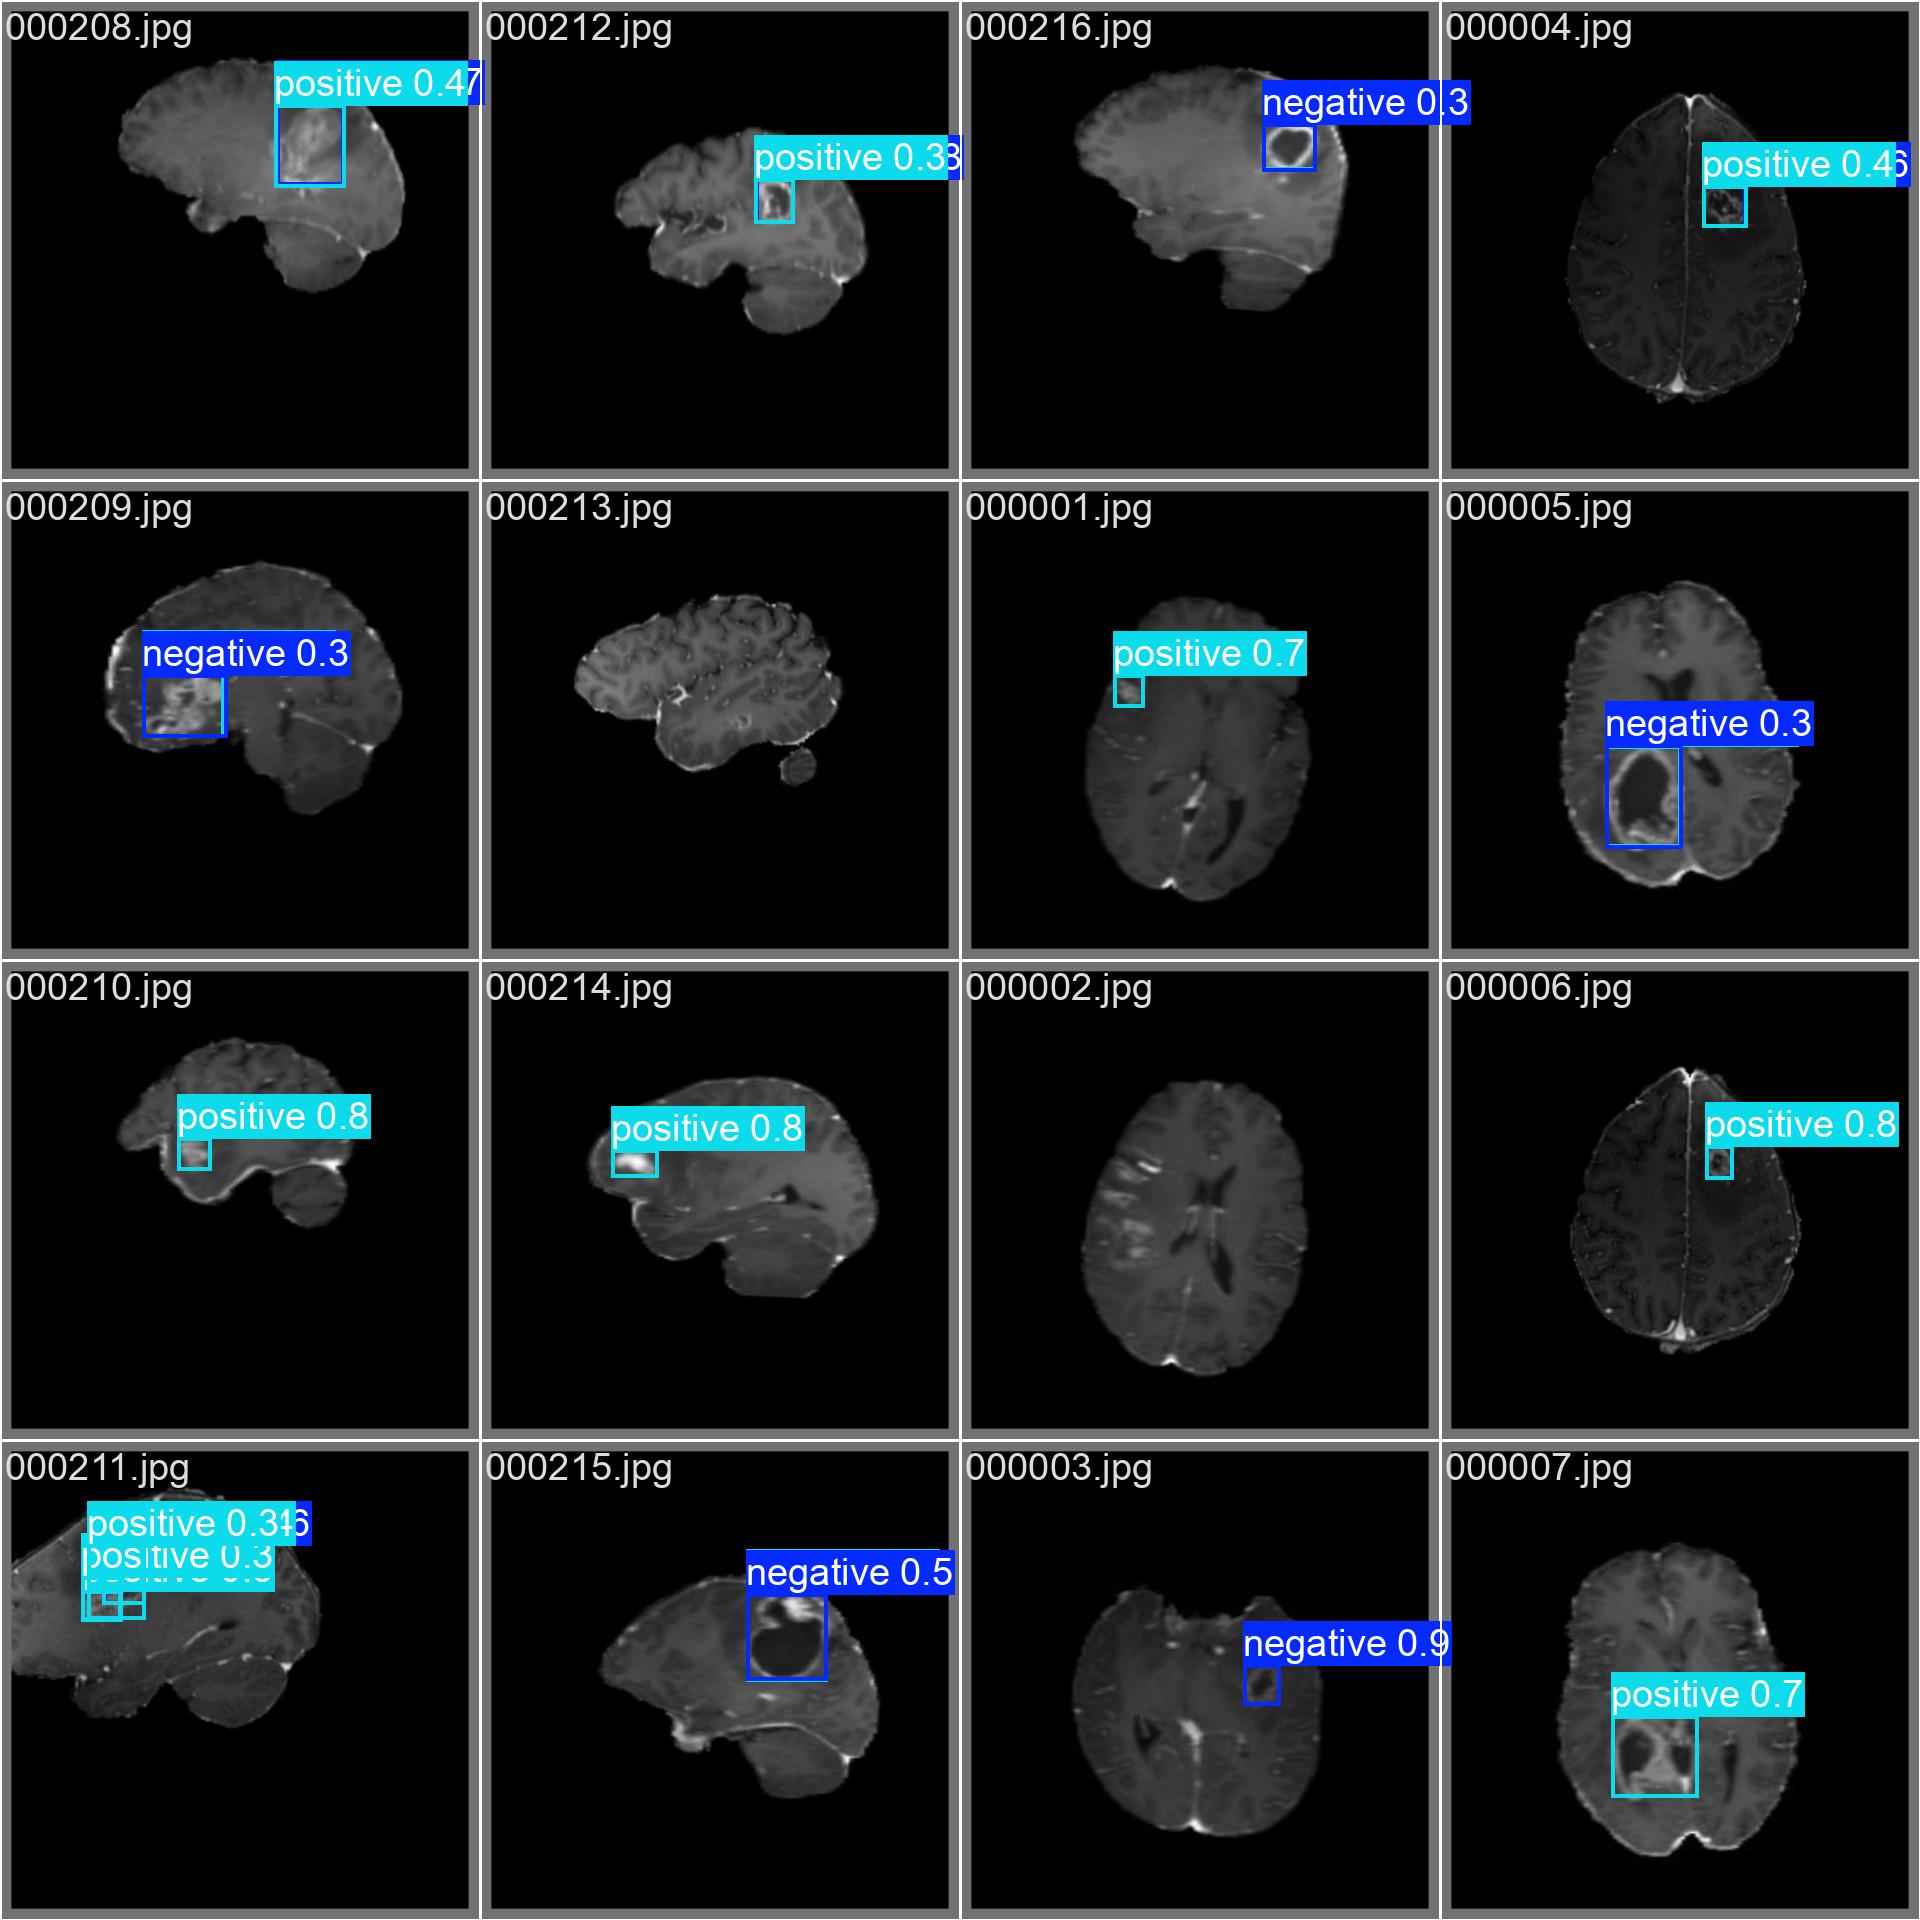 000208.jpg
000212.jpg
000216.jpg
000004.jpg
positive 0.47
positive 0.33
negative 0.3
positive 0.46
000209.jpg
000213.jpg
000001.jpg
000005.jpg
negative 0.3
positive 0.7
negative 0.3
000210.jpg
000214.jpg
000002.jpg
000006.jpg
positive 0.8
positive 0.8
positive 0.8
000211.jpg
000215.jpg
000003.jpg
000007.jpg
positive 0.3
positive 0.3
negative 0.5
negative 0.9
positive 0.7